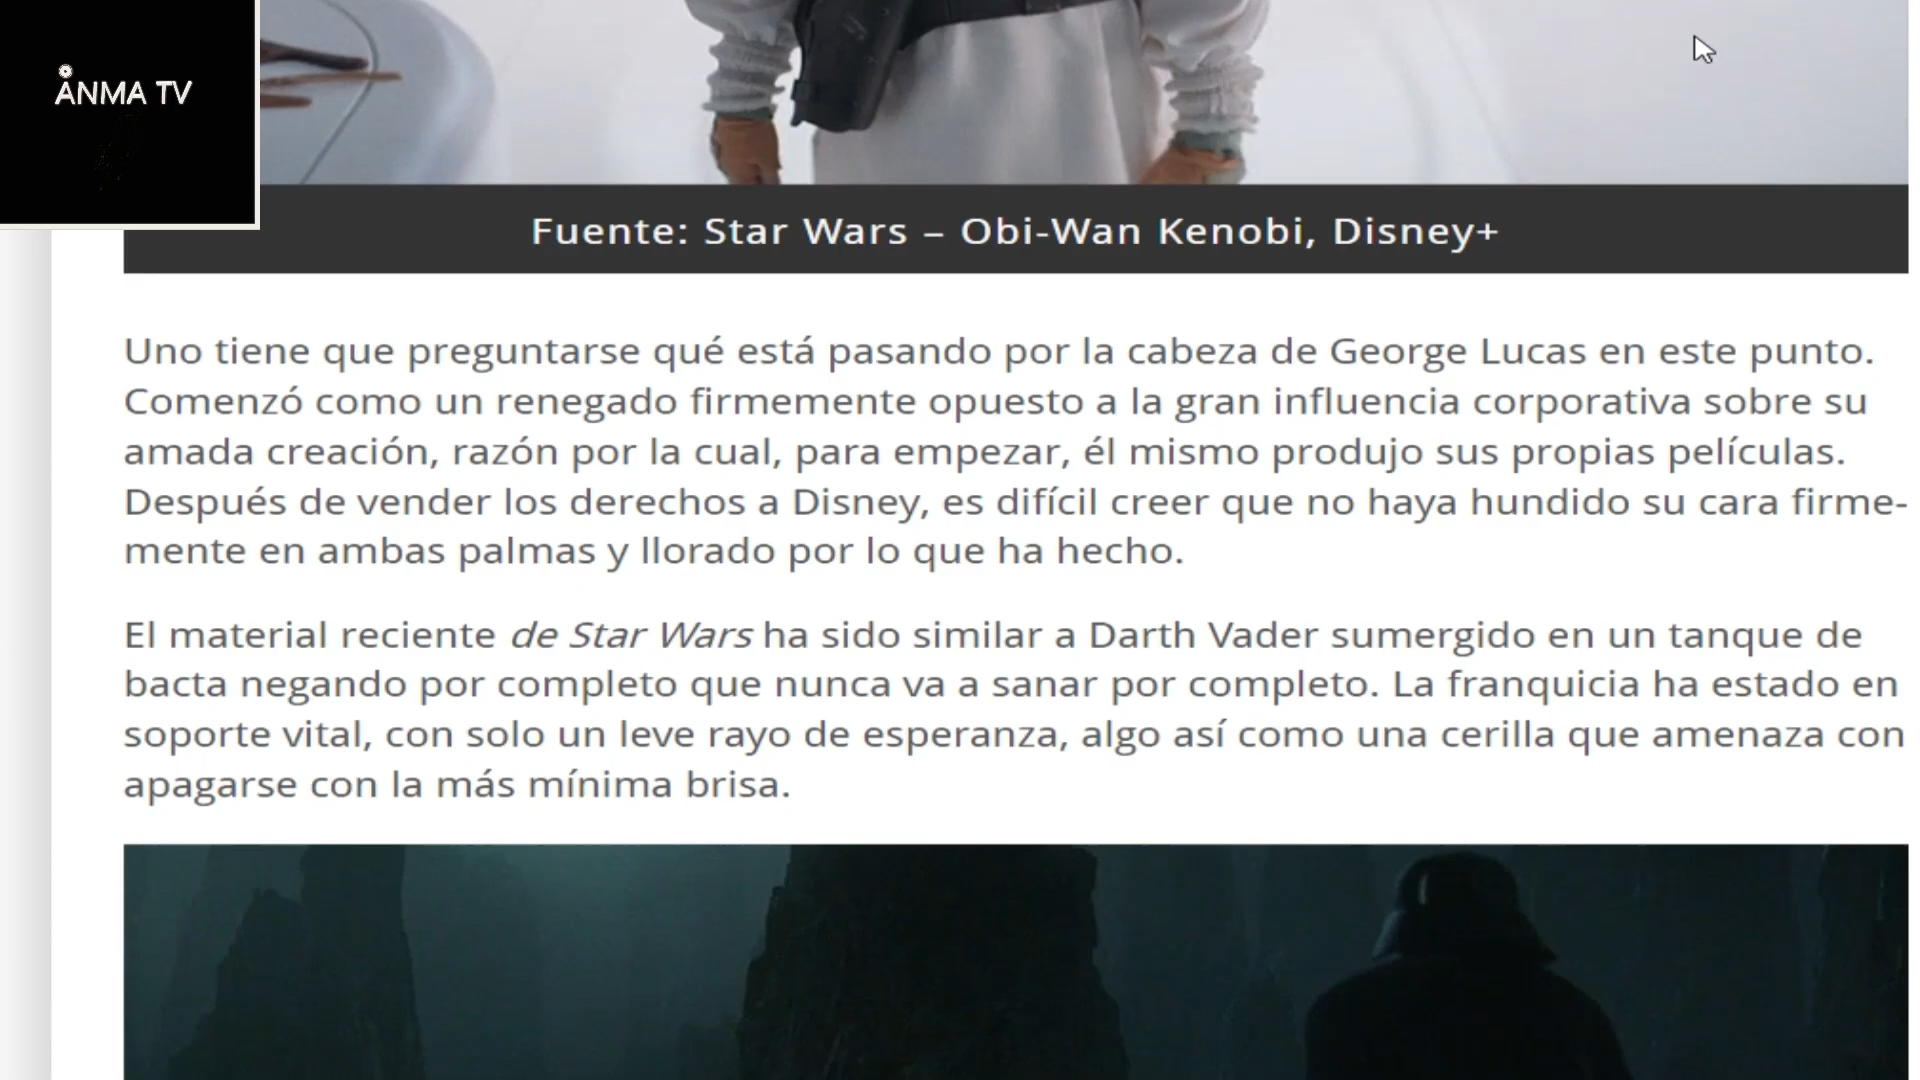 ÅNMA TV
Fuente: Star Wars – Obi-Wan Kenobi, Disney+
Uno tiene que preguntarse qué está pasando por la cabeza de George Lucas en este punto.
Comenzó como un renegado firmemente opuesto a la gran influencia corporativa sobre su
amada creación, razón por la cual, para empezar, él mismo produjo sus propias películas.
Después de vender los derechos a Disney, es difícil creer que no haya hundido su cara firme-
mente en ambas palmas y llorado por lo que ha hecho.
El material reciente de Star Wars ha sido similar a Darth Vader sumergido en un tanque de
bacta negando por completo que nunca va a sanar por completo. La franquicia ha estado en
soporte vital, con solo un leve rayo de esperanza, algo así como una cerilla que amenaza con
apagarse con la más mínima brisa.